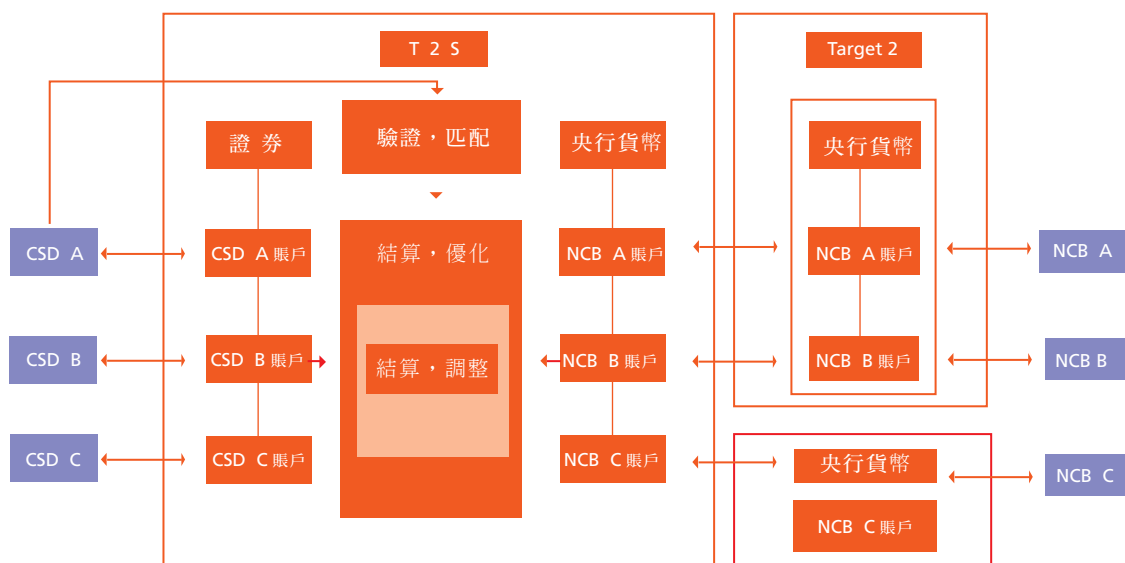 T 2 S
Target 2
驗證，匹配
證 券
央行貨幣
央行貨幣
CSD A
CSD A 賬戶
結算，優化
NCB A 賬戶
NCB A 賬戶
NCB A
CSD B
CSD B 賬戶
結算，調整
NCB B 賬戶
NCB B 賬戶
NCB B
CSD C
CSD C 賬戶
NCB C 賬戶
央行貨幣
NCB C
NCB C 賬戶